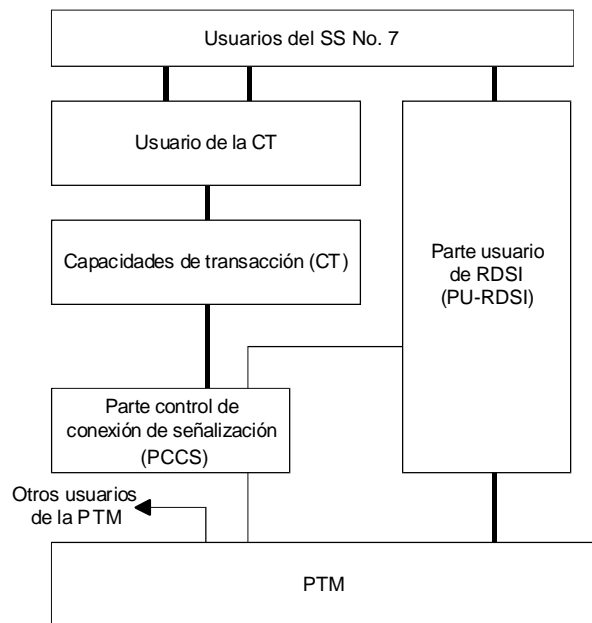 Usuarios del SS No. 7
Usuario de la CT
Capacidades de transacción (CT)
Parte usuario
de RDSI
(PU-RDSI)
Parte control de
conexión de señalización
(PCCS)
Otros usuarios
de la PTM
PTM